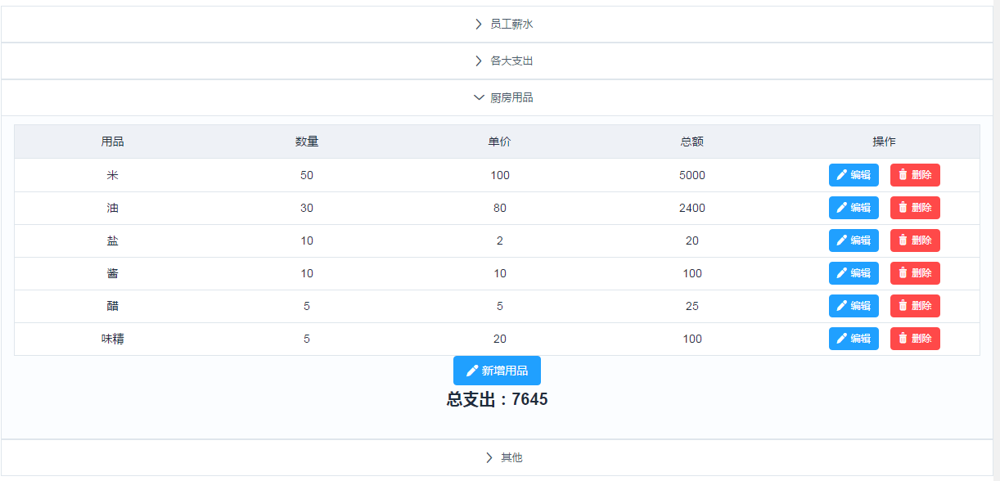 员工薪水
各大支出
厨房用品
用品 数量 单价 总额 操作
米 50 100 5000 编辑 删除
油 30 80 2400 编辑 删除
盐 10 2 20 编辑 删除
酱 10 10 100 编辑 删除
醋 5 5 25 编辑 删除
味精 5 20 100 编辑 删除
新增用品
总支出：7645
其他